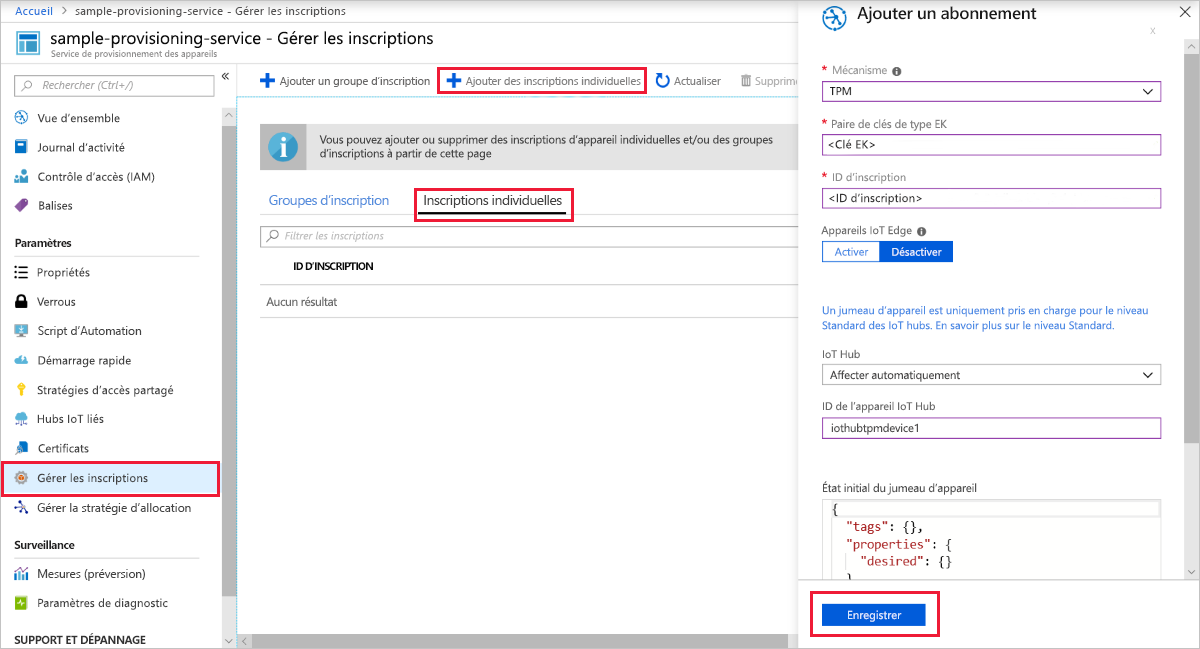 Accueil > sample-provisioning-service - Gérer les inscriptions
sample-provisioning-service - Gérer les inscriptions
Service de provisionnement des appareils
Rechercher (Ctrl+/)
«
Vue d'ensemble
Journal d'activité
Contrôle d'accès (IAM)
Balises
Paramètres
Propriétés
Verrous
Script d'Automation
Démarrage rapide
Stratégies d'accès partagé
Hubs IoT liés
Certificats
Gérer les inscriptions
Gérer la stratégie d'allocation
Surveillance
Mesures (préversion)
Paramètres de diagnostic
SUPPORT ET DÉPANNAGE
Ajouter un groupe d'inscription
Ajouter des inscriptions individuelles
Actualiser
Supprim
Vous pouvez ajouter ou supprimer des inscriptions d'appareil individuelles et/ou des groupes
d'inscriptions à partir de cette page
Groupes d'inscription
Inscriptions individuelles
Filtrer les inscriptions
ID D'INSCRIPTION
Aucun résultat
Ajouter un abonnement
x
* Mécanisme
TPM
* Paire de clés de type EK
<Clé EK>
* ID d'inscription
<ID d'inscription>
Appareils IoT Edge
Activer
Désactiver
Un jumeau d'appareil est uniquement pris en charge pour le niveau
Standard des IoT hubs. En savoir plus sur le niveau Standard.
IoT Hub
Affecter automatiquement
ID de l'appareil IoT Hub
iothubtpmdevice1
État initial du jumeau d'appareil
{
"tags": {},
"properties": {
"desired": {}
}
Enregistrer